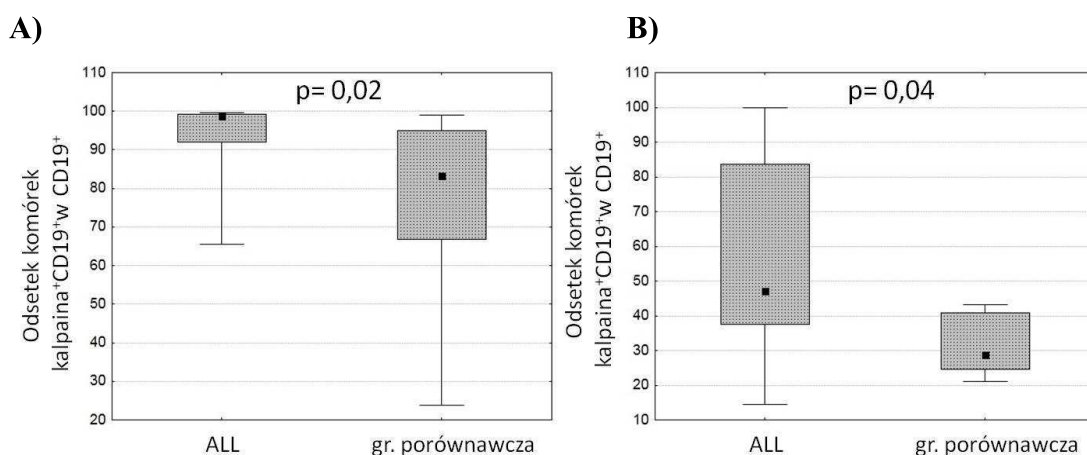 A)
p= 0,02
110
100
90
80
70
60
50
40
30
20
Odsetek komórek
kalpaina⁺CD19⁺w CD19⁺
ALL
gr. porównawcza
B)
p= 0,04
110
100
90
80
70
60
50
40
30
20
10
Odsetek komórek
kalpaina⁺CD19⁺w CD19⁺
ALL
gr. porównawcza